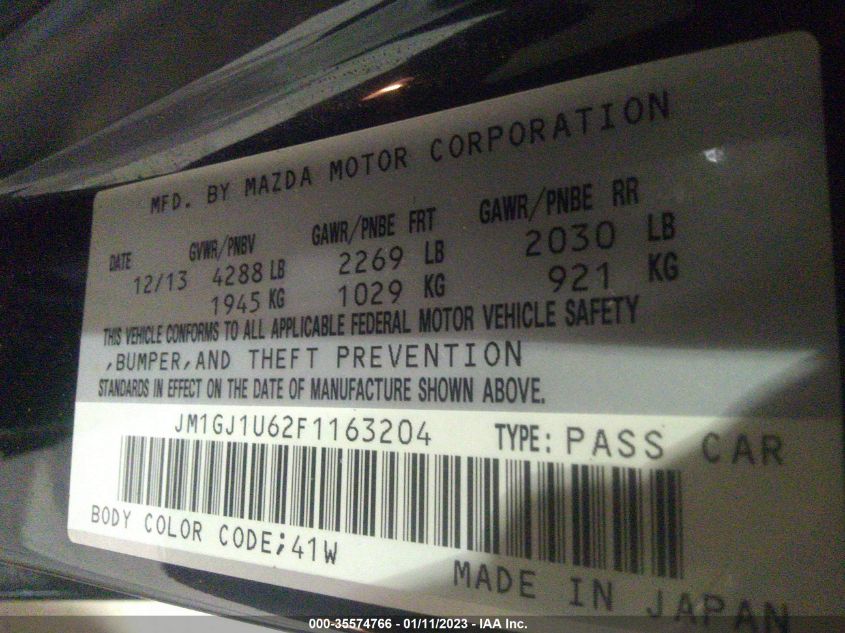 MFD. BY MAZDA MOTOR CORPORATION
DATE GVWR/PNBV GAWR/PNBE FRT GAWR/PNBE RR
12/13 4288 LB 2269 LB 2030 LB
1945 KG 1029 KG 921 KG
THIS VEHICLE CONFORMS TO ALL APPLICABLE FEDERAL MOTOR VEHICLE SAFETY
,BUMPER,AND THEFT PREVENTION
STANDARDS IN EFFECT ON THE DATE OF MANUFACTURE SHOWN ABOVE.
JM1GJ1U62F1163204 TYPE: PASS CAR
BODY COLOR CODE;41W
MADE IN JAPAN
000-35574766 - 01/11/2023 - IAA Inc.